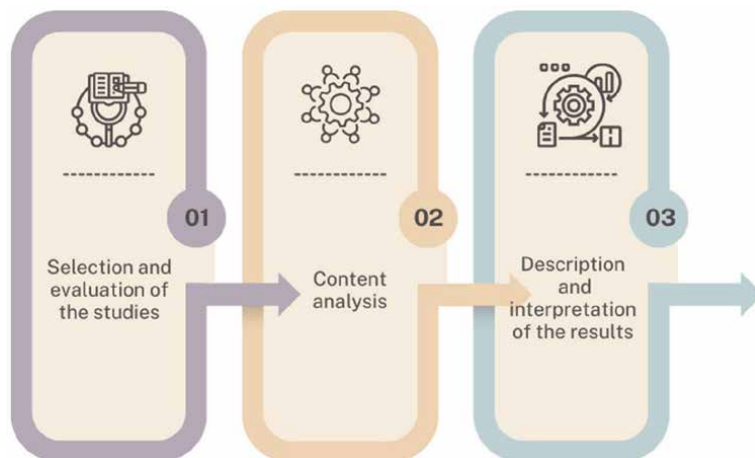 01
Selection and
evaluation of
the studies
02
Content
analysis
03
Description
and
interpretation
of the results